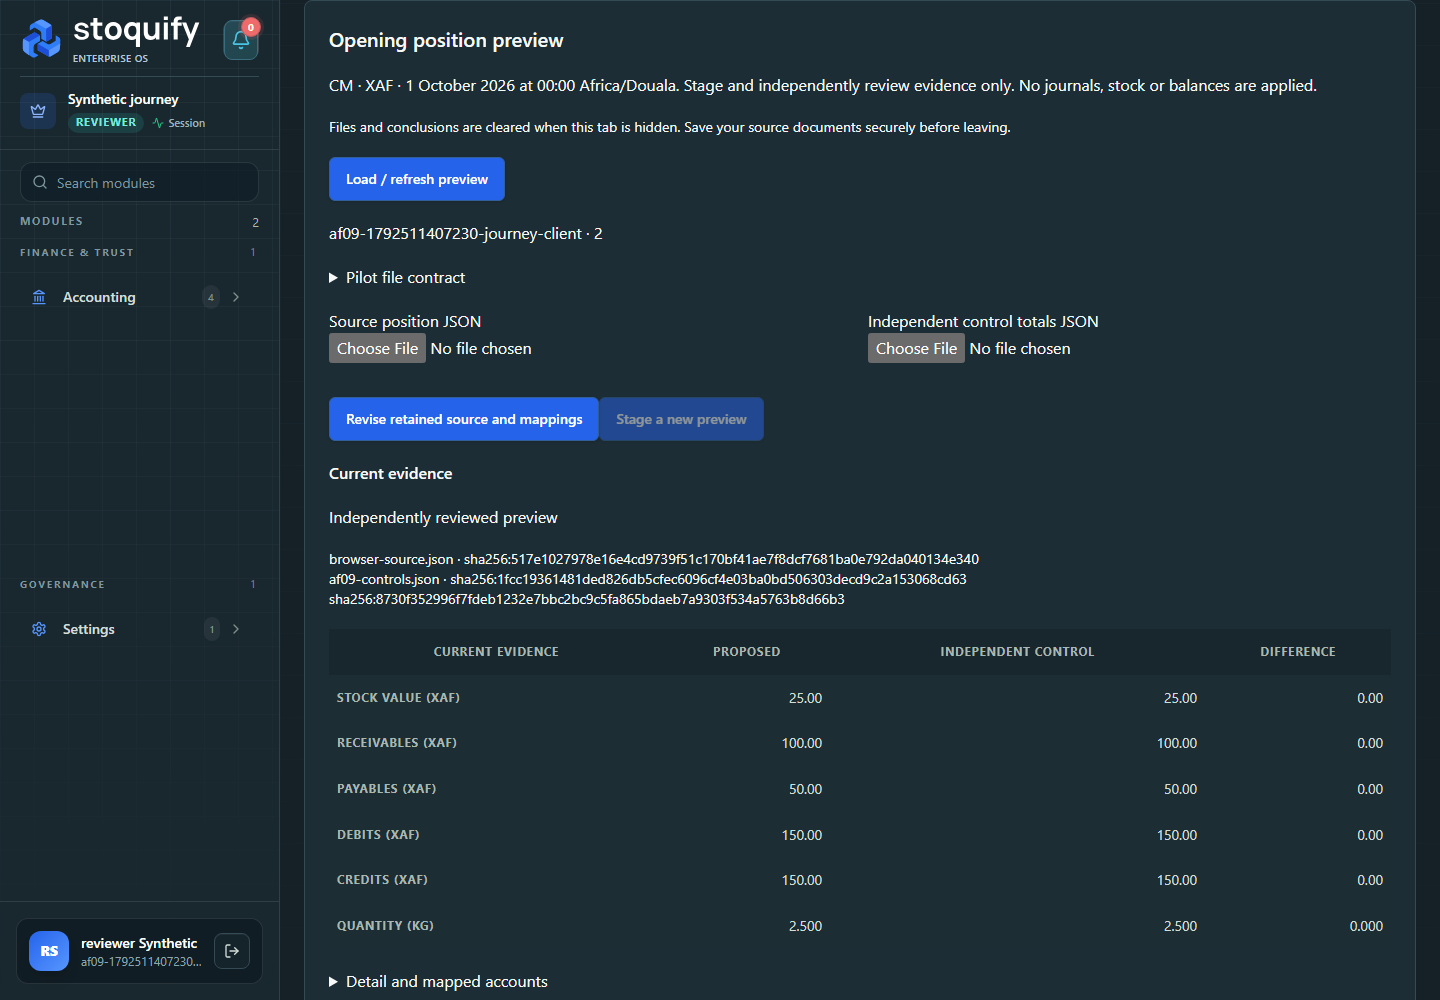 stoquify
ENTERPRISE OS
0
Synthetic journey
REVIEWER
Session
Search modules
MODULES 2
FINANCE & TRUST 1
Accounting 4
GOVERNANCE 1
Settings 1
RS
reviewer Synthetic
af09-1792511407230...
Opening position preview
CM · XAF · 1 October 2026 at 00:00 Africa/Douala. Stage and independently review evidence only. No journals, stock or balances are applied.
Files and conclusions are cleared when this tab is hidden. Save your source documents securely before leaving.
Load / refresh preview
af09-1792511407230-journey-client · 2
Pilot file contract
Source position JSON
Choose File No file chosen
Independent control totals JSON
Choose File No file chosen
Revise retained source and mappings
Stage a new preview
Current evidence
Independently reviewed preview
browser-source.json · sha256:517e1027978e16e4cd9739f51c170bf41ae7f8dcf7681ba0e792da040134e340
af09-controls.json · sha256:1fcc19361481ded826db5cfec6096cf4e03ba0bd506303decd9c2a153068cd63
sha256:8730f352996f7fdeb1232e7bbc2bc9c5fa865bdaeb7a9303f534a5763b8d66b3
CURRENT EVIDENCE PROPOSED INDEPENDENT CONTROL DIFFERENCE
STOCK VALUE (XAF) 25.00 25.00 0.00
RECEIVABLES (XAF) 100.00 100.00 0.00
PAYABLES (XAF) 50.00 50.00 0.00
DEBITS (XAF) 150.00 150.00 0.00
CREDITS (XAF) 150.00 150.00 0.00
QUANTITY (KG) 2.500 2.500 0.000
Detail and mapped accounts